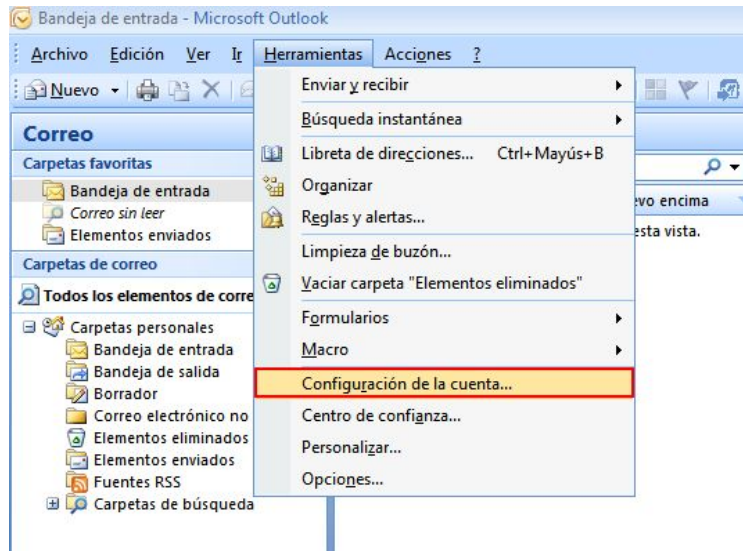 Bandeja de entrada - Microsoft Outlook
Archivo Edición Ver Ir Herramientas Acciones ?
Nuevo
Correo
Carpetas favoritas
Bandeja de entrada
Correo sin leer
Elementos enviados
Carpetas de correo
Todos los elementos de corre
Carpetas personales
Bandeja de entrada
Bandeja de salida
Borrador
Correo electrónico no
Elementos eliminados
Elementos enviados
Fuentes RSS
Carpetas de búsqueda
Enviar y recibir
Búsqueda instantánea
Libreta de direcciones... Ctrl+Mayús+B
Organizar
Reglas y alertas...
Limpieza de buzón...
Vaciar carpeta "Elementos eliminados"
Formularios
Macro
Configuración de la cuenta...
Centro de confianza...
Personalizar...
Opciones...
evo encima
esta vista.